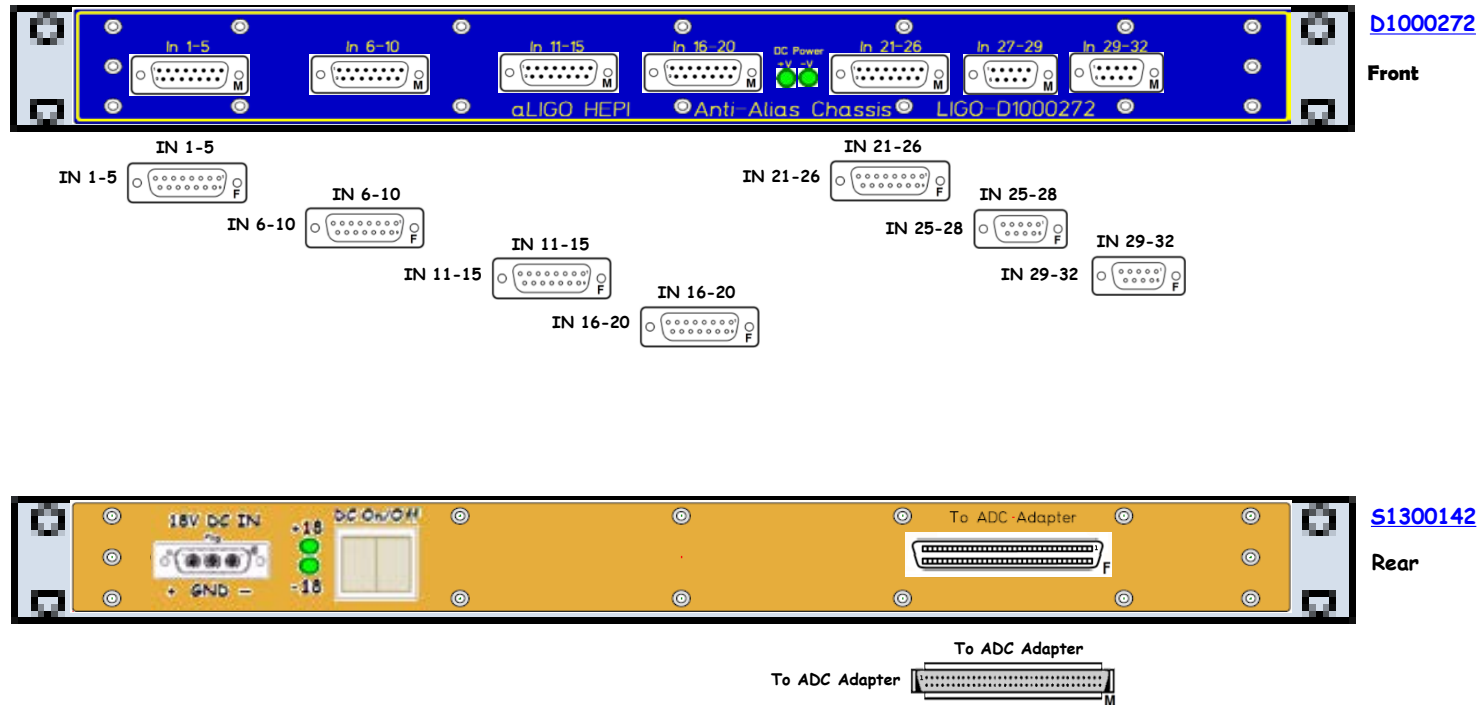 D1000272
In 1-5 In 6-10 In 11-15 In 16-20 DC Power In 21-26 In 27-29 In 29-32
+V -V
M M M M M M M
Front
aLIGO HEPI Anti-Alias Chassis LIGO-D1000272
IN 1-5 IN 21-26
IN 1-5 F IN 21-26 F
IN 6-10 IN 25-28
IN 6-10 F IN 25-28 F
IN 11-15 IN 29-32
IN 11-15 F IN 29-32 F
IN 16-20
IN 16-20 F
18V DC IN +18 DC On/Off To ADC-Adapter S1300142
Plug
F
Rear
+ GND - -18
To ADC Adapter
To ADC Adapter
M